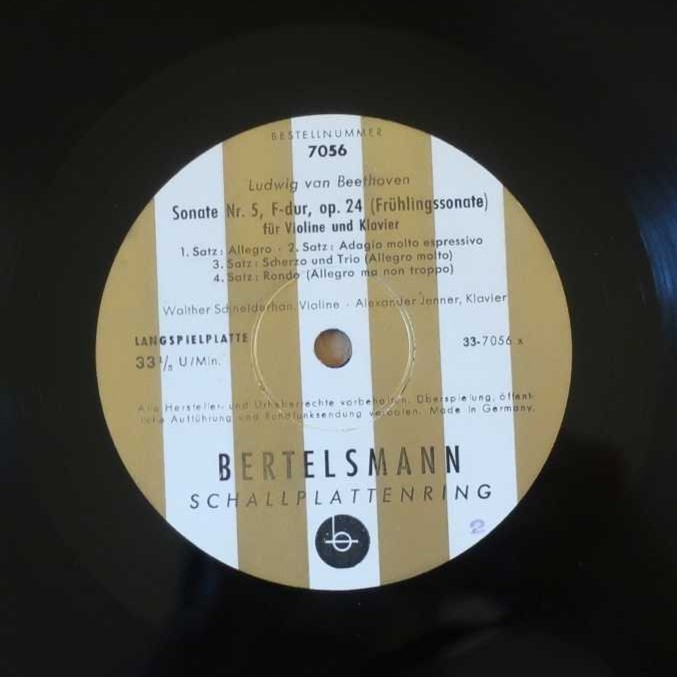 BESTELLNUMMER
7056
Ludwig van Beethoven
Sonate Nr. 5, F-dur, op. 24 (Frühlingssonate)
für Violine und Klavier
1. Satz: Allegro · 2. Satz: Adagio molto espressivo
3. Satz: Scherzo und Trio (Allegro molto)
4. Satz: Rondo (Allegro ma non troppo)
Walther Schneiderhan, Violine · Alexander Jenner, Klavier
LANGSPIELPLATTE
33 1/3 U/Min.
33-7056 x
Alle Hersteller- und Urheberrechte vorbehalten. Überspielung, öffent-
liche Aufführung und Rundfunksendung verboten. Made in Germany.
BERTELSMANN
SCHALLPLATTENRING
b
2